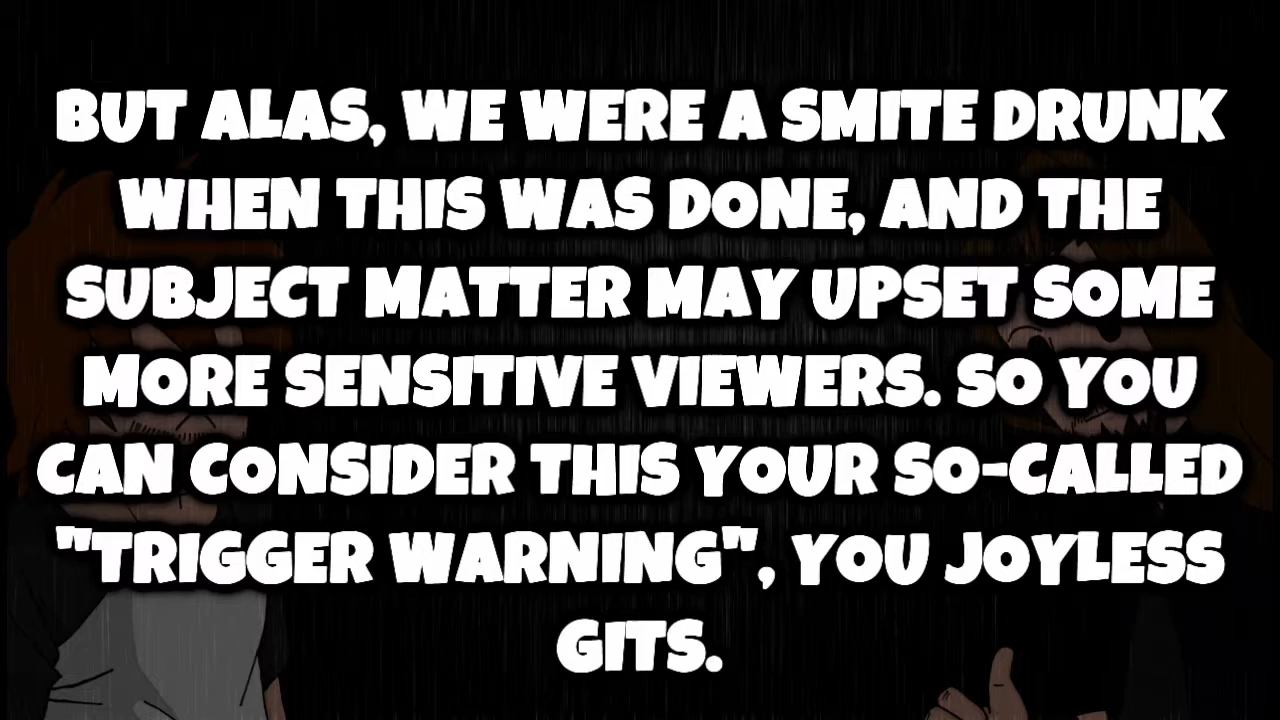 BUT ALAS, WE WERE A SMITE DRUNK
WHEN THIS WAS DONE, AND THE
SUBJECT MATTER MAY UPSET SOME
MORE SENSITIVE VIEWERS. SO YOU
CAN CONSIDER THIS YOUR SO-CALLED
"TRIGGER WARNING", YOU JOYLESS
GITS.